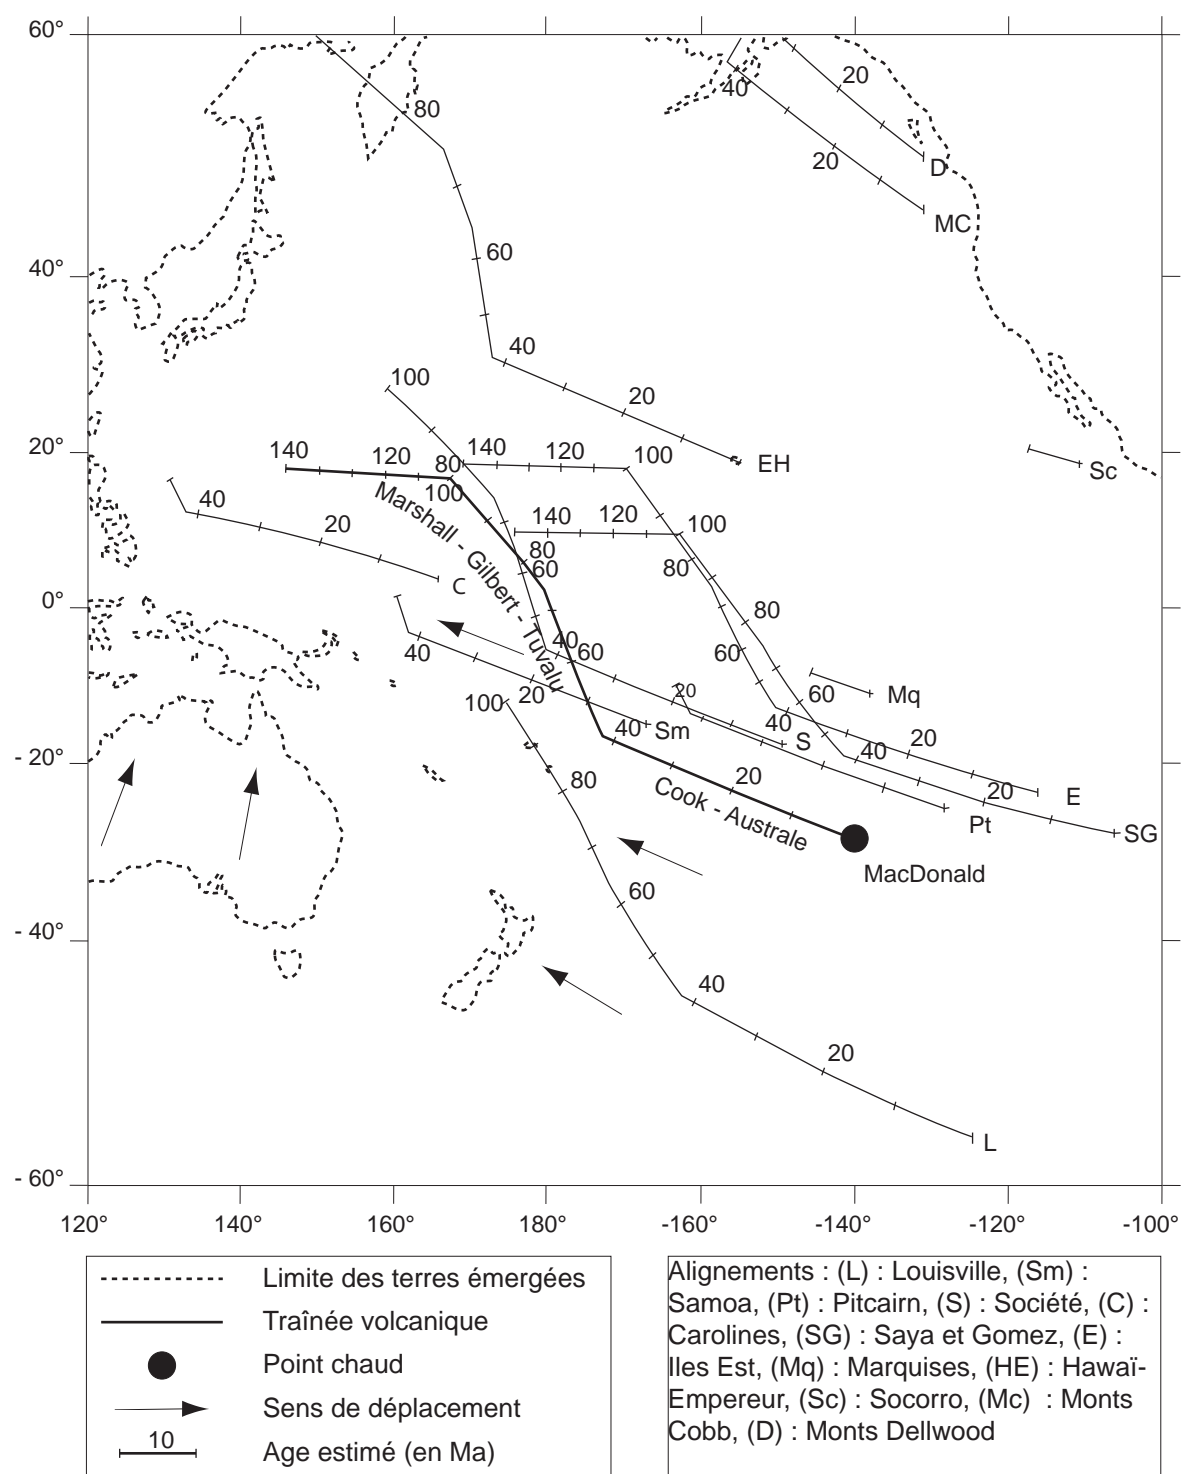 60°
40°
20°
0°
- 20°
- 40°
- 60°
120°
140°
160°
180°
-160°
-140°
-120°
-100°
80
60
40
20
EH
40
20
MC
20
D
Sc
100
80
60
40
20
S
140
120
100
80
60
40
20
Marshall - Gilbert - Tuvalu
Cook - Australe
MacDonald
140
120
100
80
60
40
20
E
140
120
100
80
60
40
20
SG
40
20
C
40
20
Sm
20
Pt
Mq
100
80
60
40
20
L
Limite des terres émergées
Traînée volcanique
Point chaud
Sens de déplacement
10
Age estimé (en Ma)
Alignements : (L) : Louisville, (Sm) :
Samoa, (Pt) : Pitcairn, (S) : Société, (C) :
Carolines, (SG) : Saya et Gomez, (E) :
Iles Est, (Mq) : Marquises, (HE) : Hawaï-
Empereur, (Sc) : Socorro, (Mc) : Monts
Cobb, (D) : Monts Dellwood